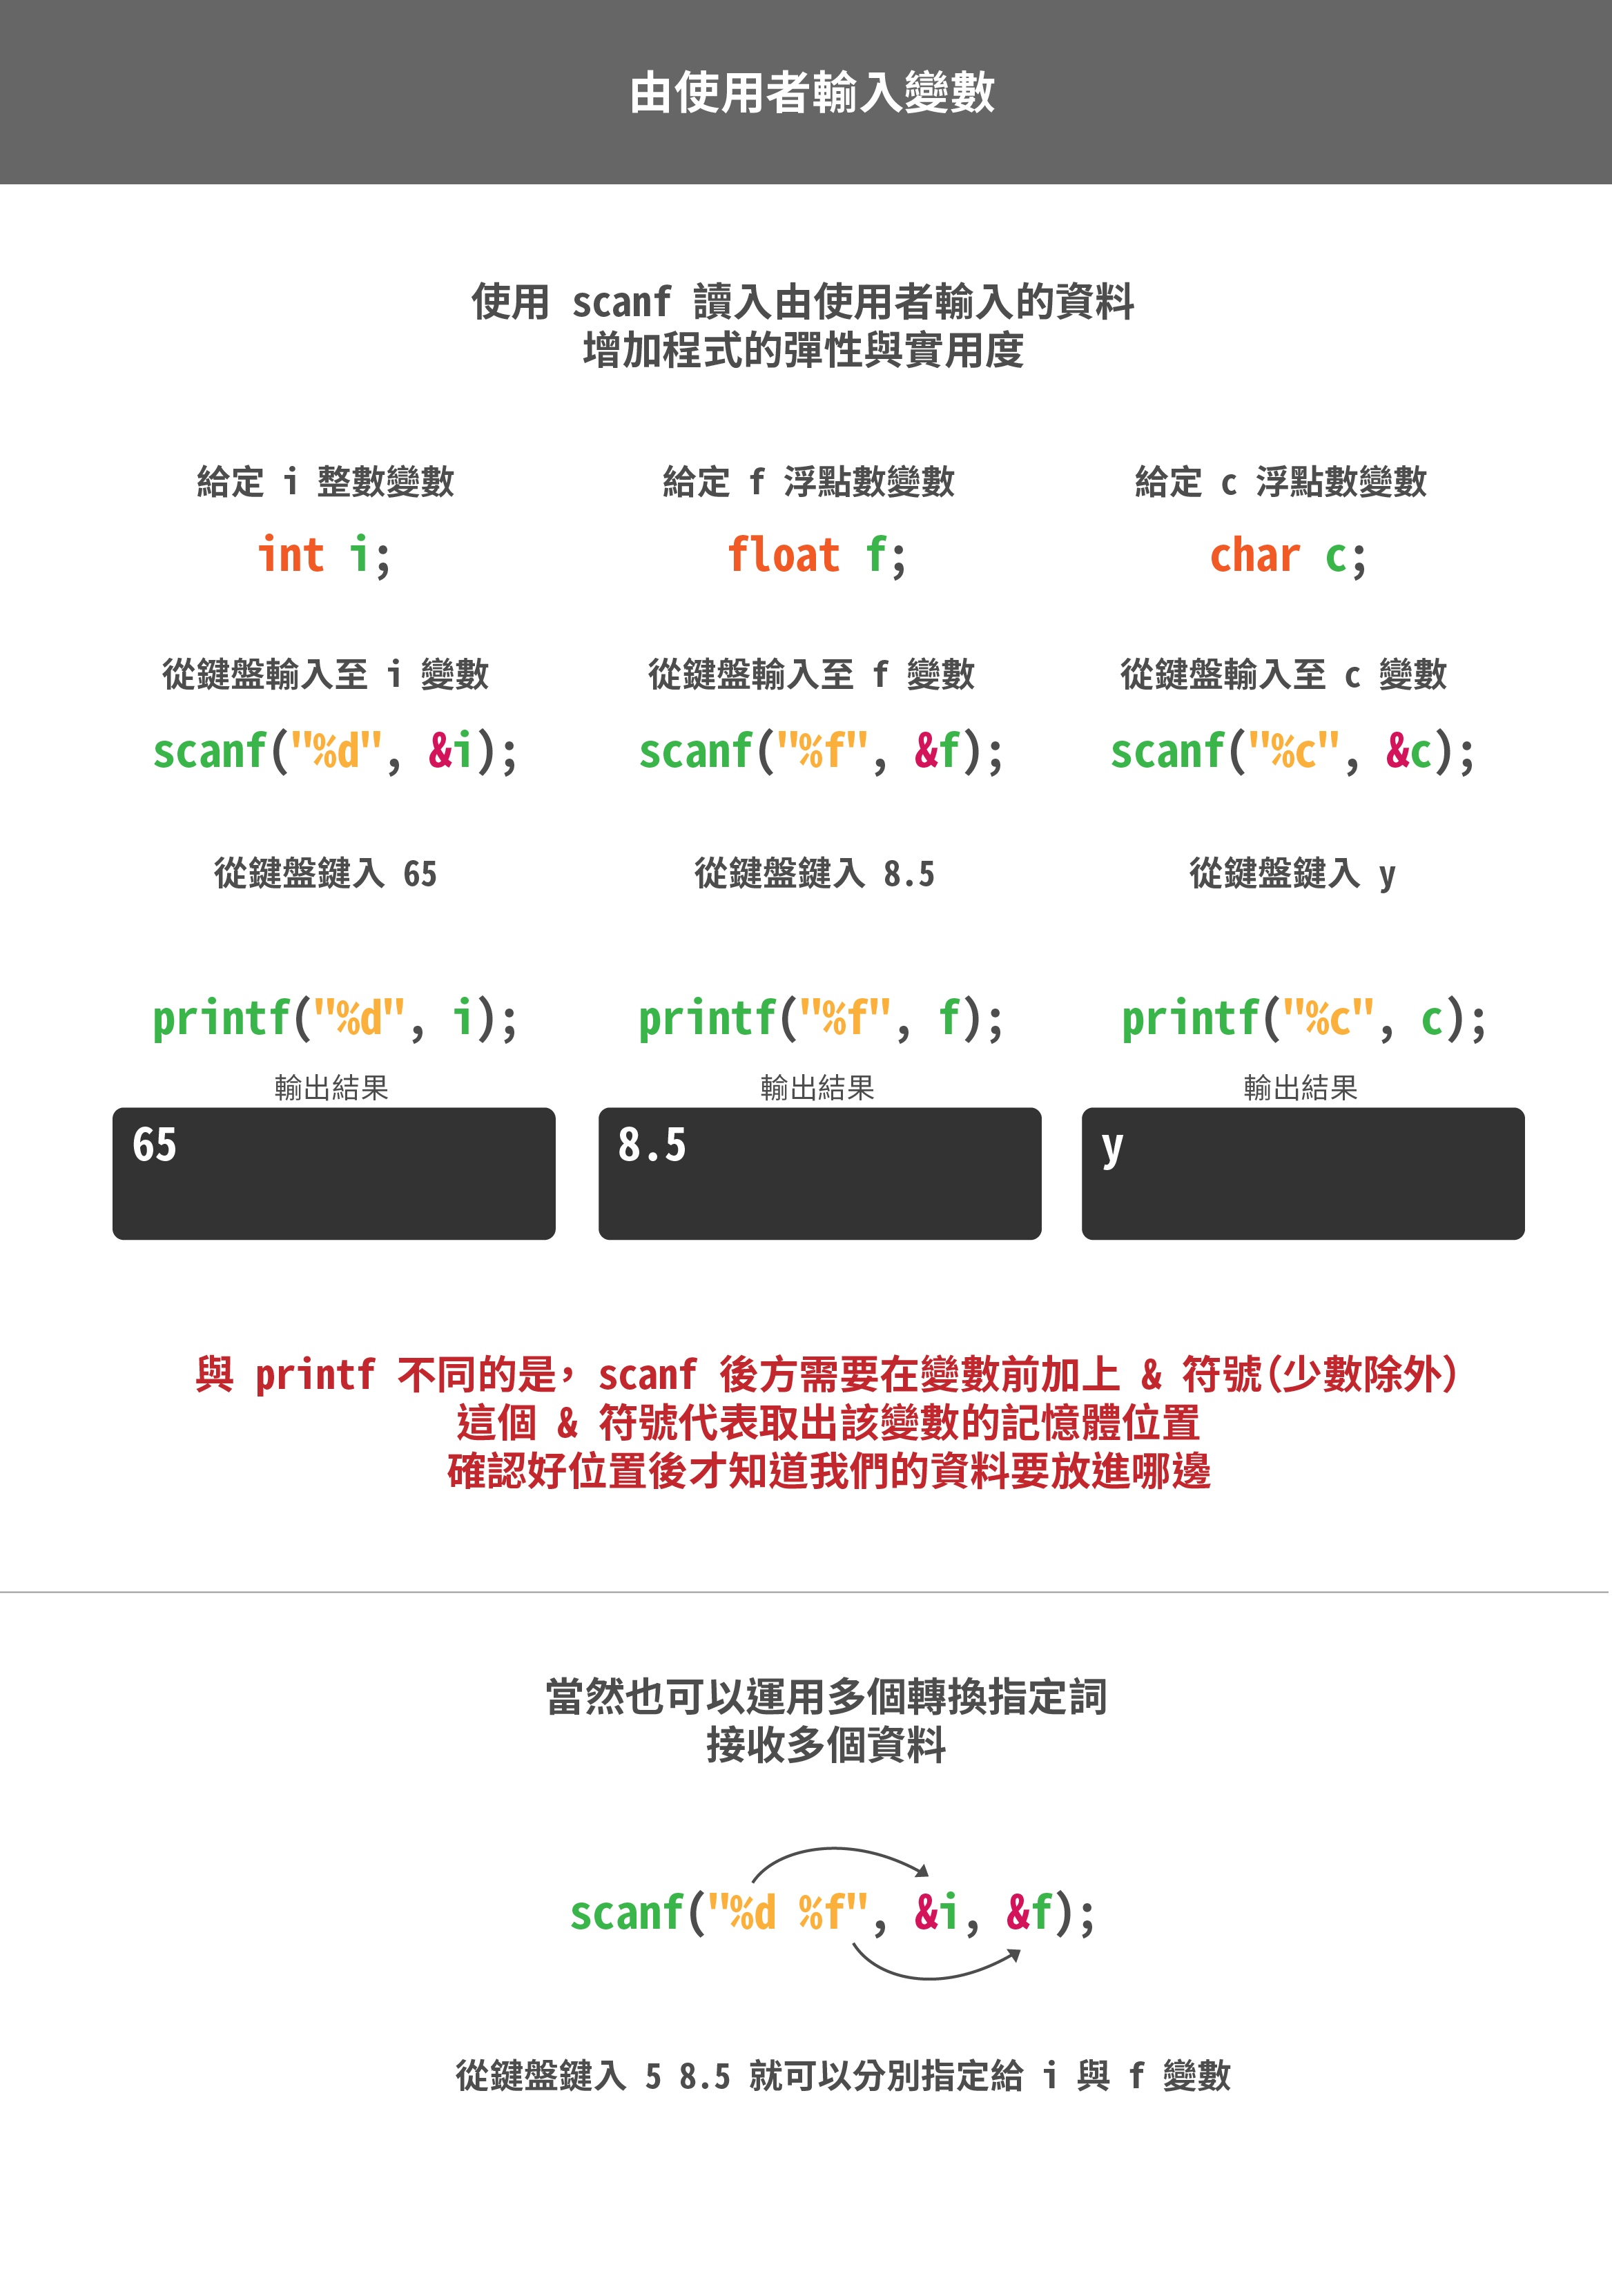 由使用者輸入變數
使用 scanf 讀入由使用者輸入的資料
增加程式的彈性與實用度
給定 i 整數變數
int i;
從鍵盤輸入至 i 變數
scanf("%d", &i);
從鍵盤鍵入 65
printf("%d", i);
輸出結果
65
給定 f 浮點數變數
float f;
從鍵盤輸入至 f 變數
scanf("%f", &f);
從鍵盤鍵入 8.5
printf("%f", f);
輸出結果
8.5
給定 c 浮點數變數
char c;
從鍵盤輸入至 c 變數
scanf("%c", &c);
從鍵盤鍵入 y
printf("%c", c);
輸出結果
y
與 printf 不同的是，scanf 後方需要在變數前加上 & 符號(少數除外)
這個 & 符號代表取出該變數的記憶體位置
確認好位置後才知道我們的資料要放進哪邊
當然也可以運用多個轉換指定詞
接收多個資料
scanf("%d %f", &i, &f);
從鍵盤鍵入 5 8.5 就可以分別指定給 i 與 f 變數